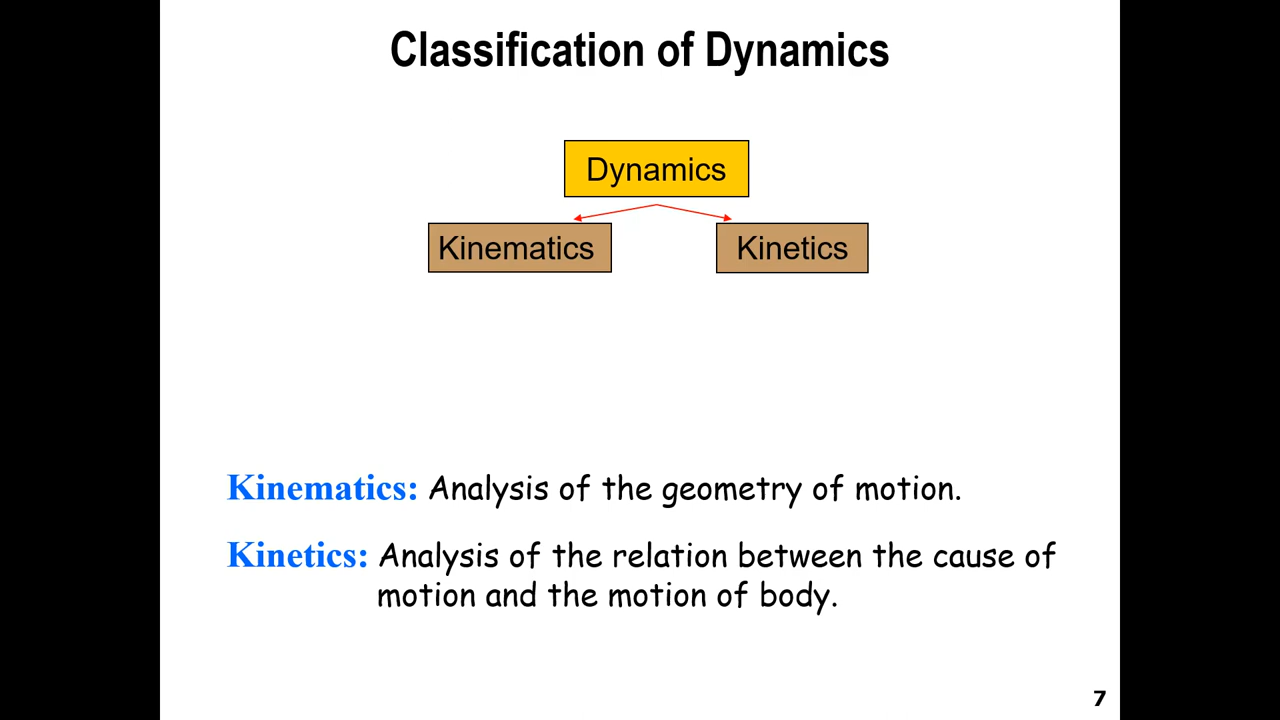 Classification of Dynamics
Dynamics
Kinematics
Kinetics
Kinematics: Analysis of the geometry of motion.
Kinetics: Analysis of the relation between the cause of
motion and the motion of body.
7